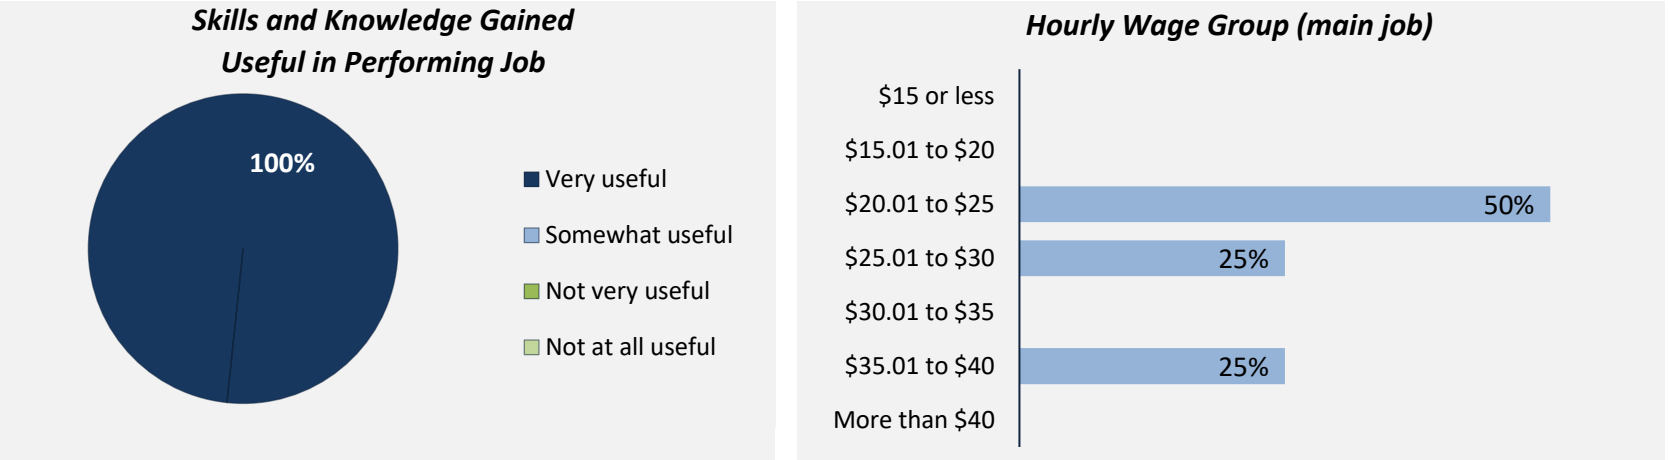 Skills and Knowledge Gained
Useful in Performing Job
100%
Very useful
Somewhat useful
Not very useful
Not at all useful
Hourly Wage Group (main job)
$15 or less
$15.01 to $20
$20.01 to $25 50%
$25.01 to $30 25%
$30.01 to $35
$35.01 to $40 25%
More than $40